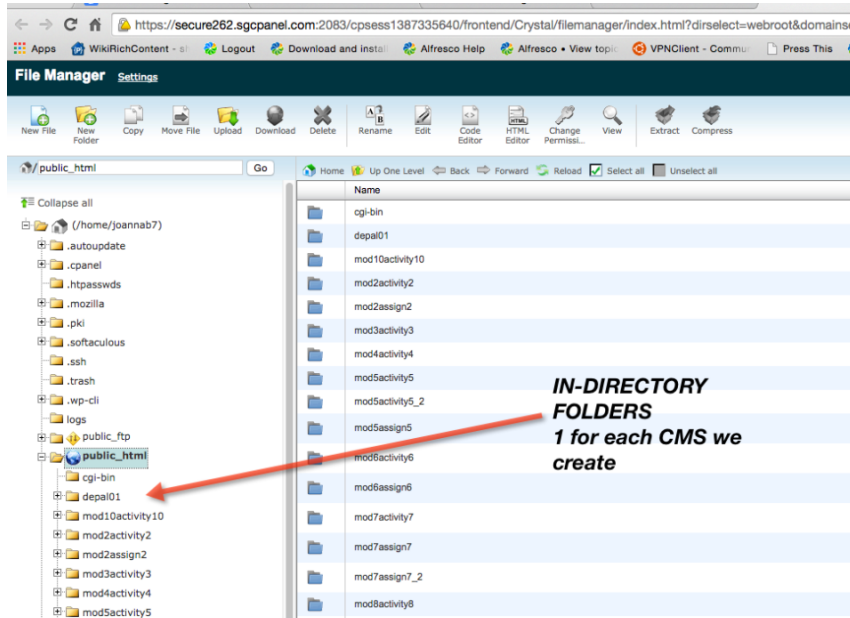 https://secure262.sgcpanel.com:2083/cpsess1387335640/frontend/Crystal/filemanager/index.html?dirselect=webroot&domains
Apps WikiRichContent - Logout Download and install Alfresco Help Alfresco • View topic VPNClient - Commu Press This
File Manager Settings
New File New Folder Copy Move File Upload Download Delete Rename Edit Code Editor HTML Editor Change Permissi... View Extract Compress
/public_html Go Home Up One Level Back Forward Reload Select all Unselect all
Collapse all
(/home/joannab7)
.autoupdate
.cpanel
.htpasswds
.mozilla
.pki
.softaculous
.ssh
.trash
.wp-cli
logs
public_ftp
public_html
cgi-bin
depal01
mod10activity10
mod2activity2
mod2assign2
mod3activity3
mod4activity4
mod5activity5
Name
cgi-bin
depal01
mod10activity10
mod2activity2
mod2assign2
mod3activity3
mod4activity4
mod5activity5
mod5activity5_2
mod5assign5
mod6activity6
mod6assign6
mod7activity7
mod7assign7
mod7assign7_2
mod8activity8
IN-DIRECTORY
FOLDERS
1 for each CMS we
create